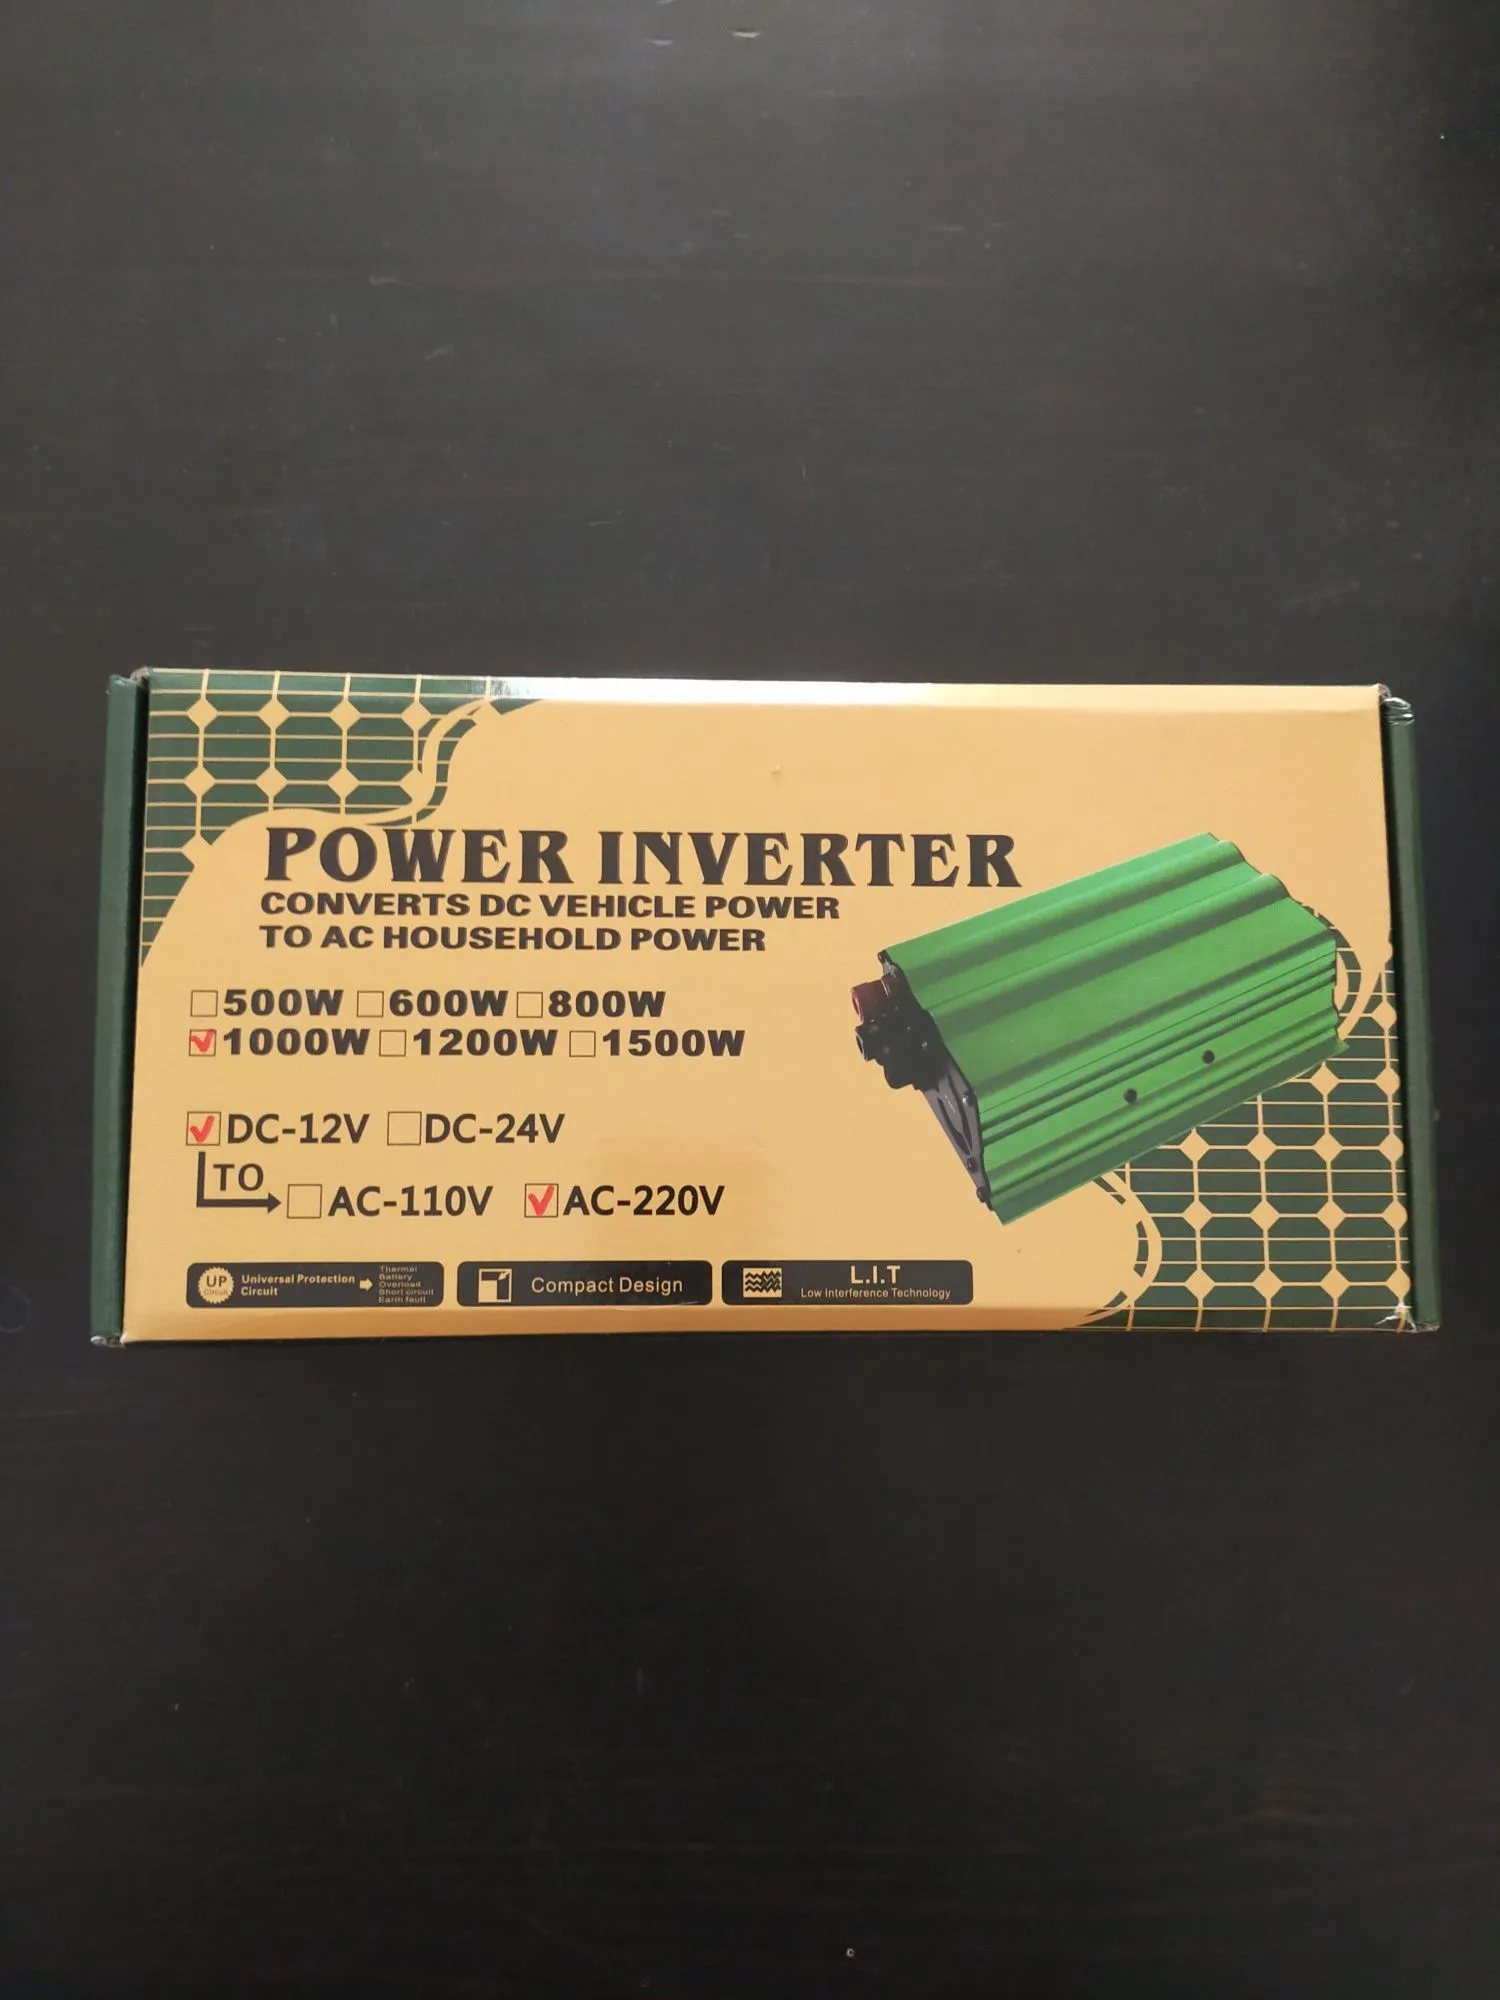 POWER INVERTER
CONVERTS DC VEHICLE POWER
TO AC HOUSEHOLD POWER
500W 600W 800W
1000W 1200W 1500W
DC-12V DC-24V
TO
AC-110V AC-220V
UP
Circuit
Universal Protection
Circuit
Thermal
Battery
Overload
Short circuit
Earth fault
Compact Design
L.I.T
Low Interference Technology